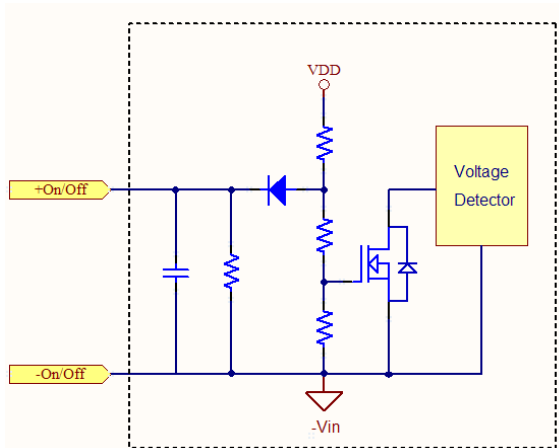 VDD
+On/Off
Voltage
Detector
-On/Off
-Vin